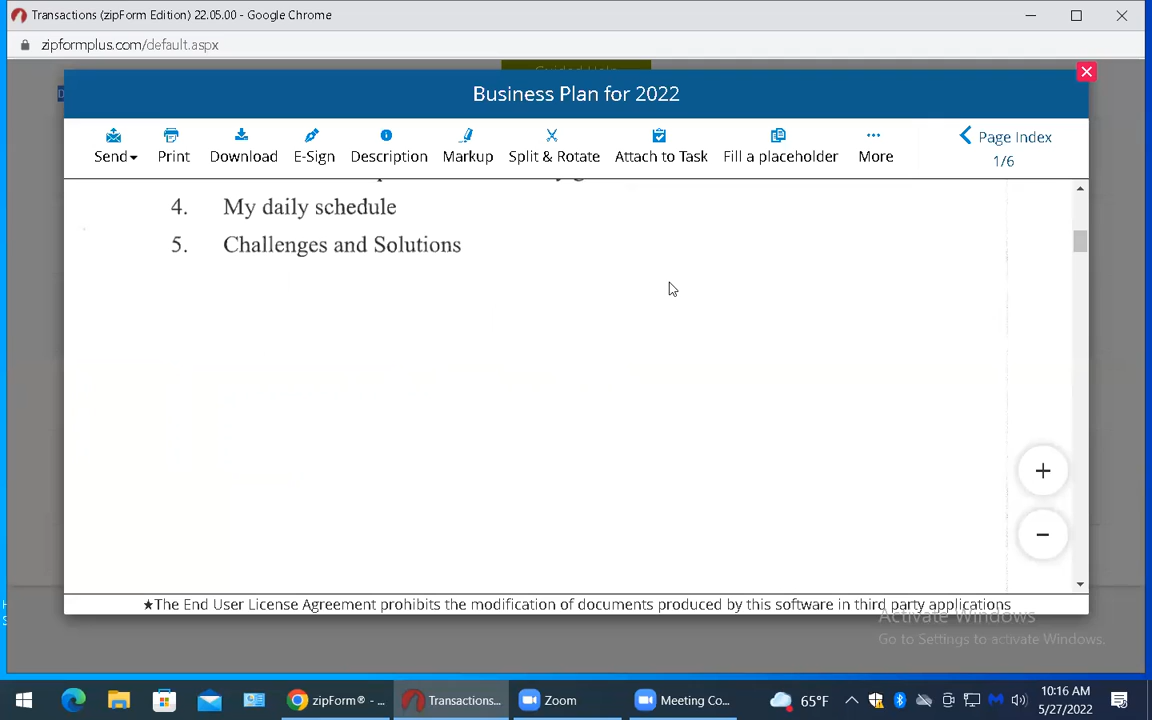 Transactions (zipForm Edition) 22.05.00 - Google Chrome
zipformplus.com/default.aspx
Business Plan for 2022
Send Print Download E-Sign Description Markup Split & Rotate Attach to Task Fill a placeholder More
Page Index
1/6
4. My daily schedule
5. Challenges and Solutions
+
−
★The End User License Agreement prohibits the modification of documents produced by this software in third party applications
Activate Windows
Go to Settings to activate Windows.
zipForm® - ...
Transactions...
Zoom
Meeting Co...
65°F
10:16 AM
5/27/2022